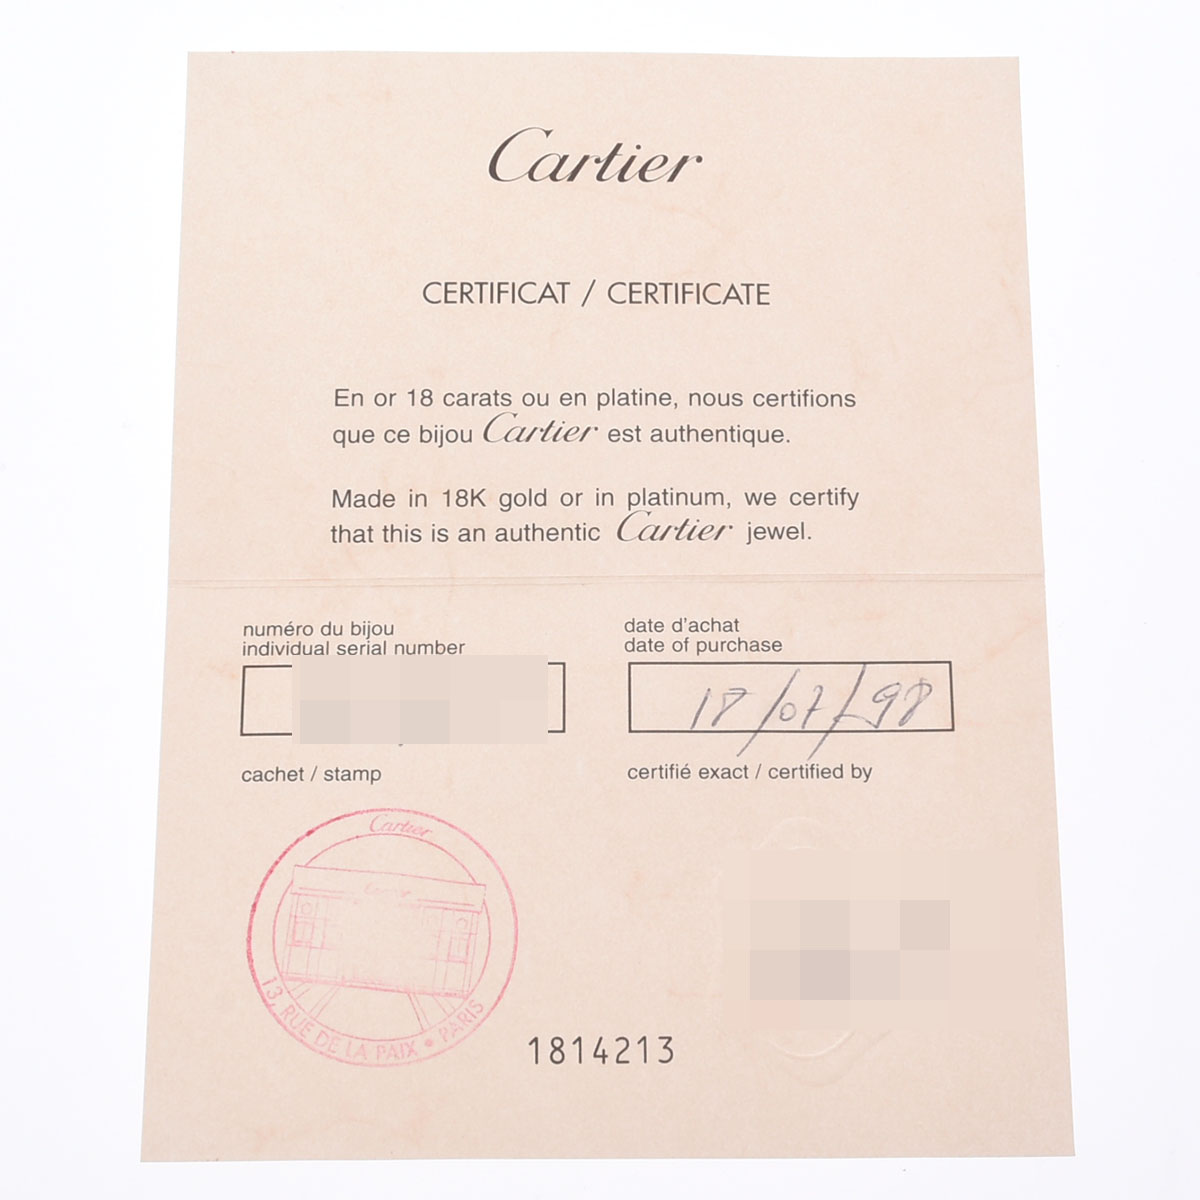 Cartier
CERTIFICAT / CERTIFICATE
En or 18 carats ou en platine, nous certifions
que ce bijou Cartier est authentique.
Made in 18K gold or in platinum, we certify
that this is an authentic Cartier jewel.
numéro du bijou
individual serial number
date d'achat
date of purchase
18/07/98
cachet / stamp
certifié exact / certified by
Cartier
Cartier
13, RUE DE LA PAIX • PARIS
1814213